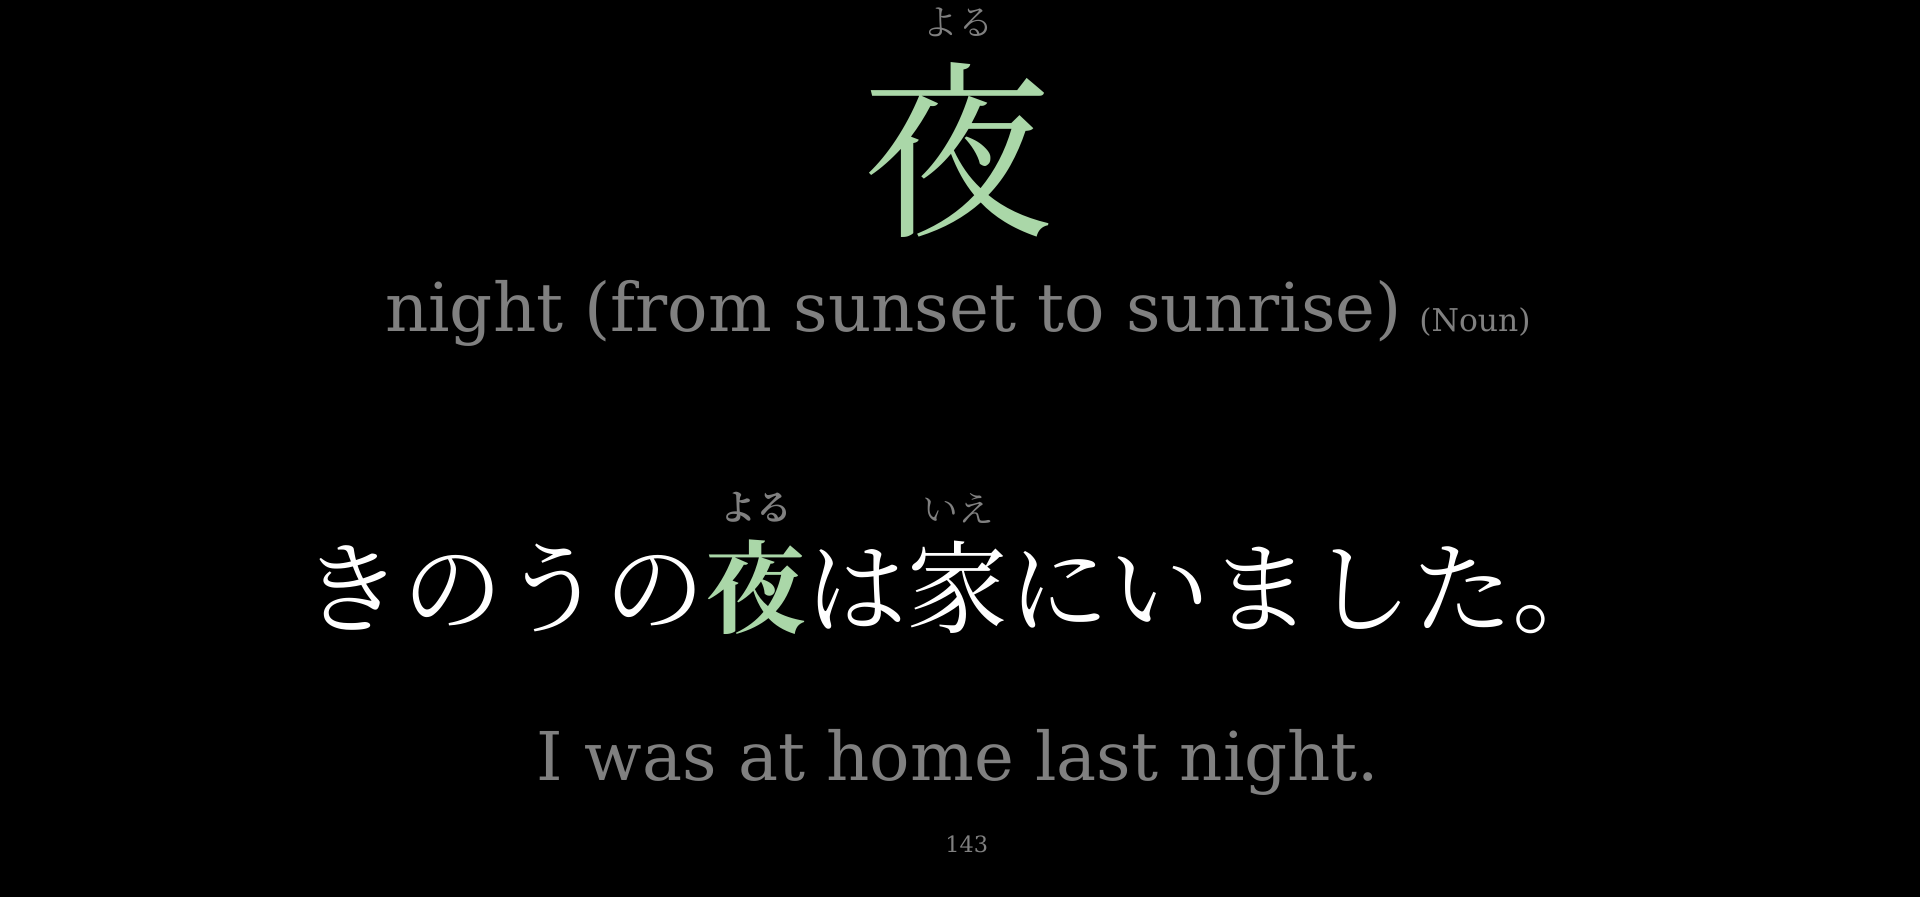 よる
夜
night (from sunset to sunrise) (Noun)
よる いえ
きのうの夜は家にいました。
I was at home last night.
143